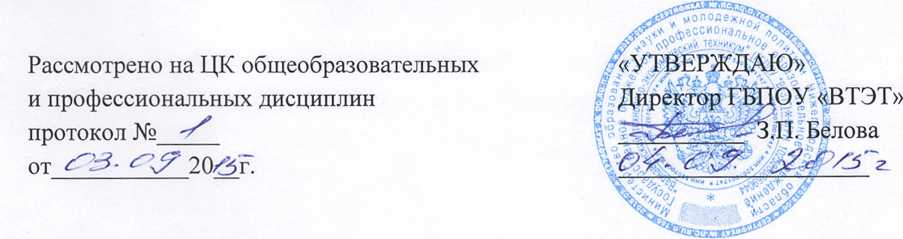 Рассмотрено на ЦК общеобразовательных
и профессиональных дисциплин
протокол № 1
от 03.09 2015г.
«УТВЕРЖДАЮ»
Директор ГБПОУ «ВТЭТ»
З.П. Белова
04.09. 2015г